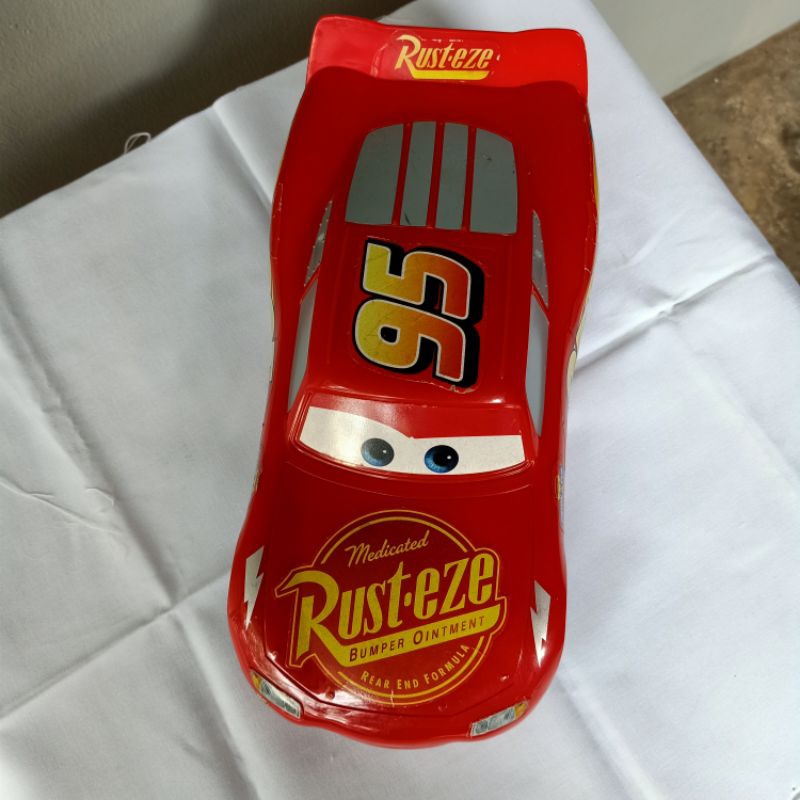 Rust-eze
95
Medicated
Rust-eze
BUMPER OINTMENT
REAR END FORMULA